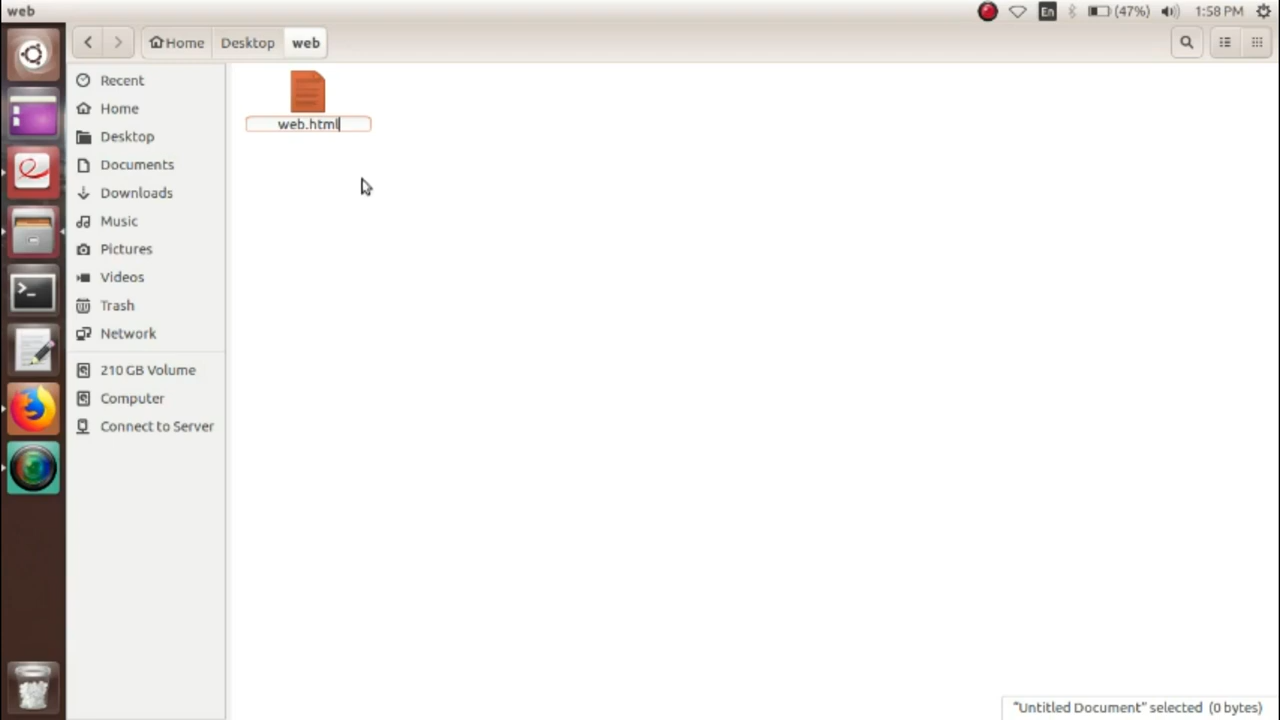 web
En
(47%)
1:58 PM
Home
Desktop
web
Recent
Home
Desktop
Documents
Downloads
Music
Pictures
Videos
Trash
Network
210 GB Volume
Computer
Connect to Server
web.html
"Untitled Document" selected (0 bytes)